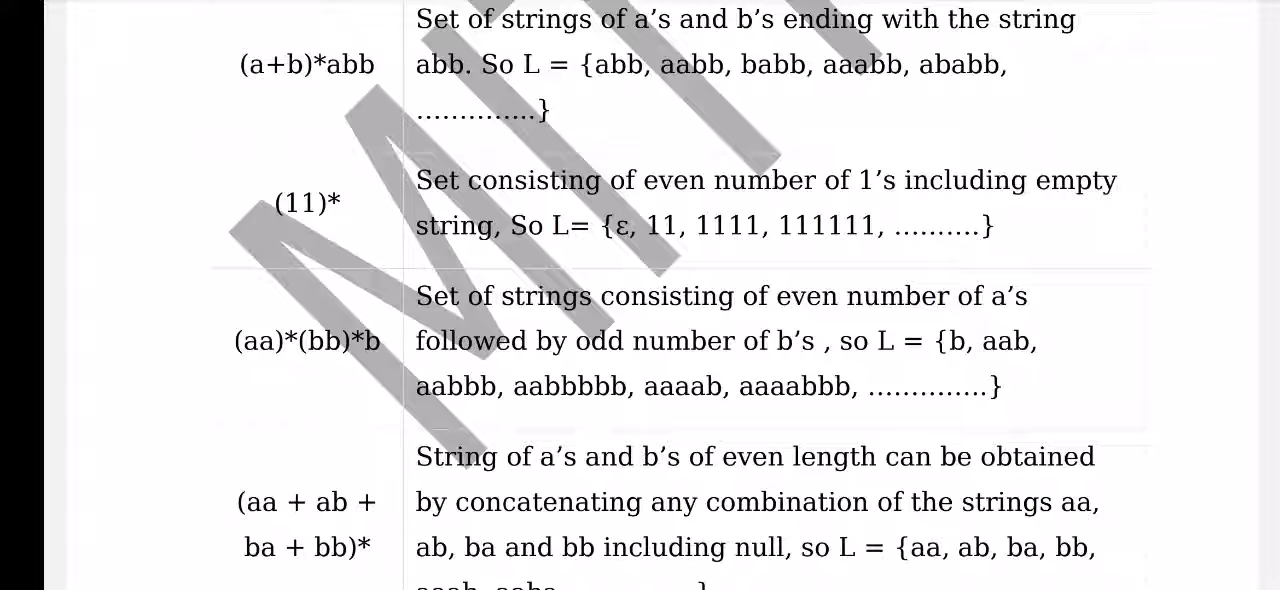 Set of strings of a’s and b’s ending with the string
(a+b)*abb
abb. So L = {abb, aabb, babb, aaabb, ababb,
…………..}
Set consisting of even number of 1’s including empty
(11)*
string, So L= {ε, 11, 1111, 111111, ……….}
Set of strings consisting of even number of a’s
(aa)*(bb)*b
followed by odd number of b’s , so L = {b, aab,
aabbb, aabbbbb, aaaab, aaaabbb, …………..}
String of a’s and b’s of even length can be obtained
(aa + ab +
by concatenating any combination of the strings aa,
ba + bb)*
ab, ba and bb including null, so L = {aa, ab, ba, bb,